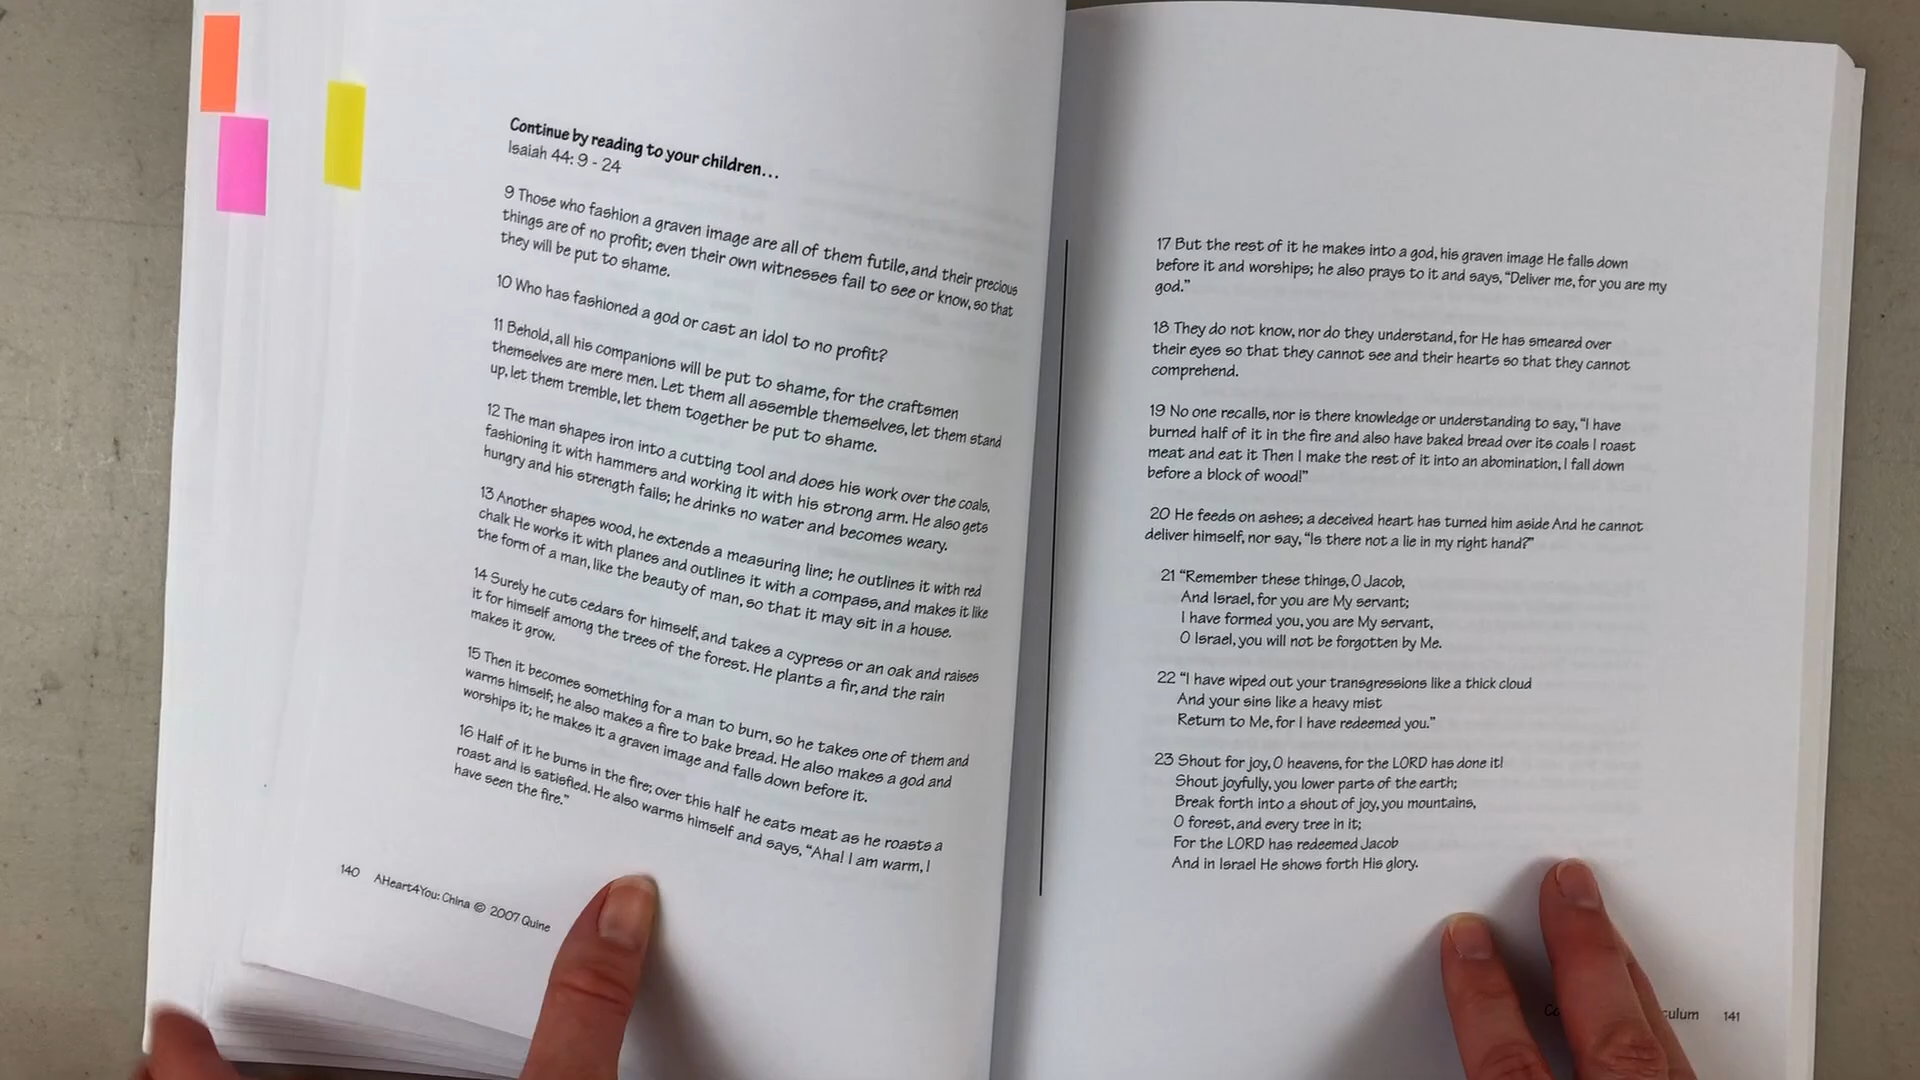 Continue by reading to your children...
Isaiah 44: 9 - 24
9 Those who fashion a graven image are all of them futile, and their precious
things are of no profit; even their own witnesses fail to see or know, so that
they will be put to shame.
10 Who has fashioned a god or cast an idol to no profit?
11 Behold, all his companions will be put to shame, for the craftsmen
themselves are mere men. Let them all assemble themselves, let them stand
up, let them tremble, let them together be put to shame.
12 The man shapes iron into a cutting tool and does his work over the coals,
fashioning it with hammers and working it with his strong arm. He also gets
hungry and his strength fails; he drinks no water and becomes weary.
13 Another shapes wood, he extends a measuring line; he outlines it with red
chalk He works it with planes and outlines it with a compass, and makes it like
the form of a man, like the beauty of man, so that it may sit in a house.
14 Surely he cuts cedars for himself, and takes a cypress or an oak and raises
it for himself among the trees of the forest. He plants a fir, and the rain
makes it grow.
15 Then it becomes something for a man to burn, so he takes one of them and
warms himself; he also makes a fire to bake bread. He also makes a god and
worships it; he makes it a graven image and falls down before it.
16 Half of it he burns in the fire; over this half he eats meat as he roasts a
roast and is satisfied. He also warms himself and says, “Aha! I am warm, I
have seen the fire.”
140 AHeart4You: China © 2007 Quine
17 But the rest of it he makes into a god, his graven image He falls down
before it and worships; he also prays to it and says, “Deliver me, for you are my
god.”
18 They do not know, nor do they understand, for He has smeared over
their eyes so that they cannot see and their hearts so that they cannot
comprehend.
19 No one recalls, nor is there knowledge or understanding to say, “I have
burned half of it in the fire and also have baked bread over its coals I roast
meat and eat it Then I make the rest of it into an abomination, I fall down
before a block of wood!”
20 He feeds on ashes; a deceived heart has turned him aside And he cannot
deliver himself, nor say, “Is there not a lie in my right hand?”
21 “Remember these things, O Jacob,
And Israel, for you are My servant;
I have formed you, you are My servant,
O Israel, you will not be forgotten by Me.
22 “I have wiped out your transgressions like a thick cloud
And your sins like a heavy mist
Return to Me, for I have redeemed you.”
23 Shout for joy, O heavens, for the LORD has done it!
Shout joyfully, you lower parts of the earth;
Break forth into a shout of joy, you mountains,
O forest, and every tree in it;
For the LORD has redeemed Jacob
And in Israel He shows forth His glory.
141